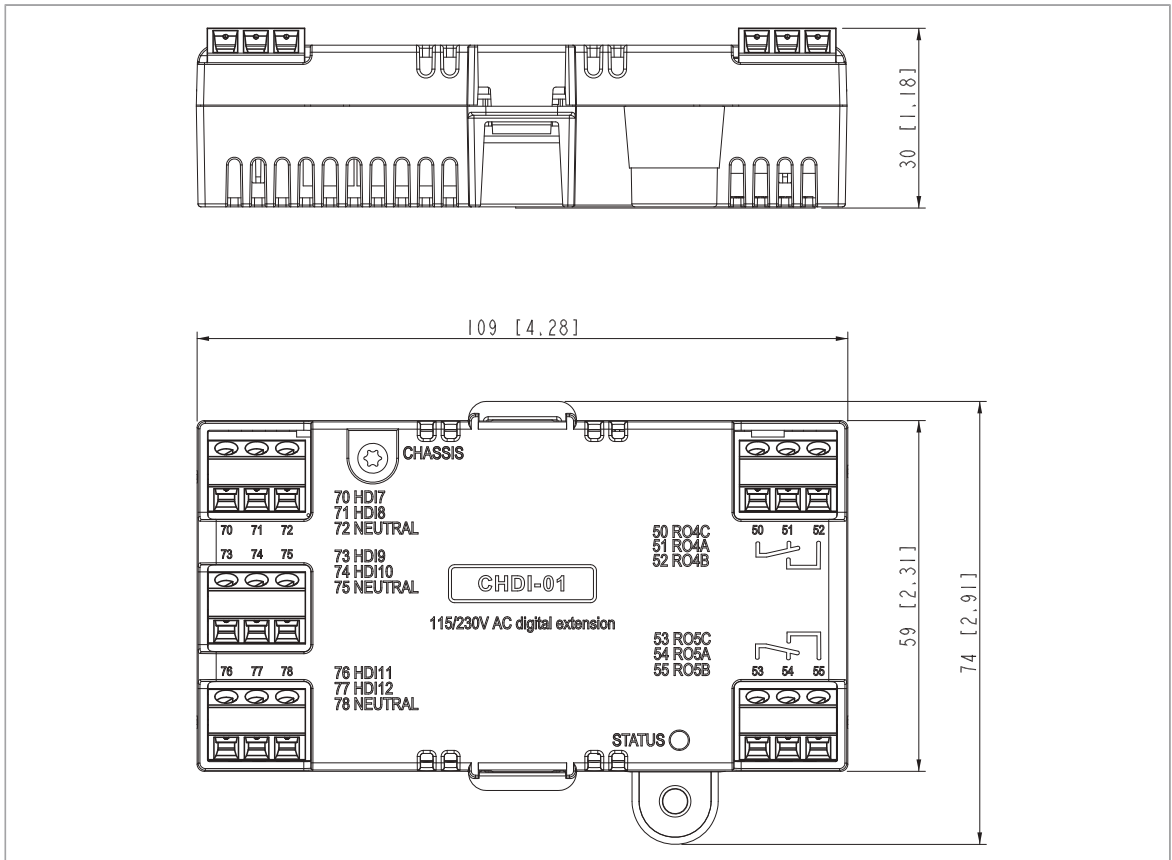 30 [1.18]
109 [4.28]
CHASSIS
70 HDI7
71 HDI8
72 NEUTRAL
70 71 72
73 74 75
73 HDI9
74 HDI10
75 NEUTRAL
50 RO4C
51 RO4A
52 RO4B
50 51 52
CHDI-01
115/230V AC digital extension
59 [2.31]
74 [2.91]
53 RO5C
54 RO5A
55 RO5B
53 54 55
76 77 78
76 HDI11
77 HDI12
78 NEUTRAL
STATUS